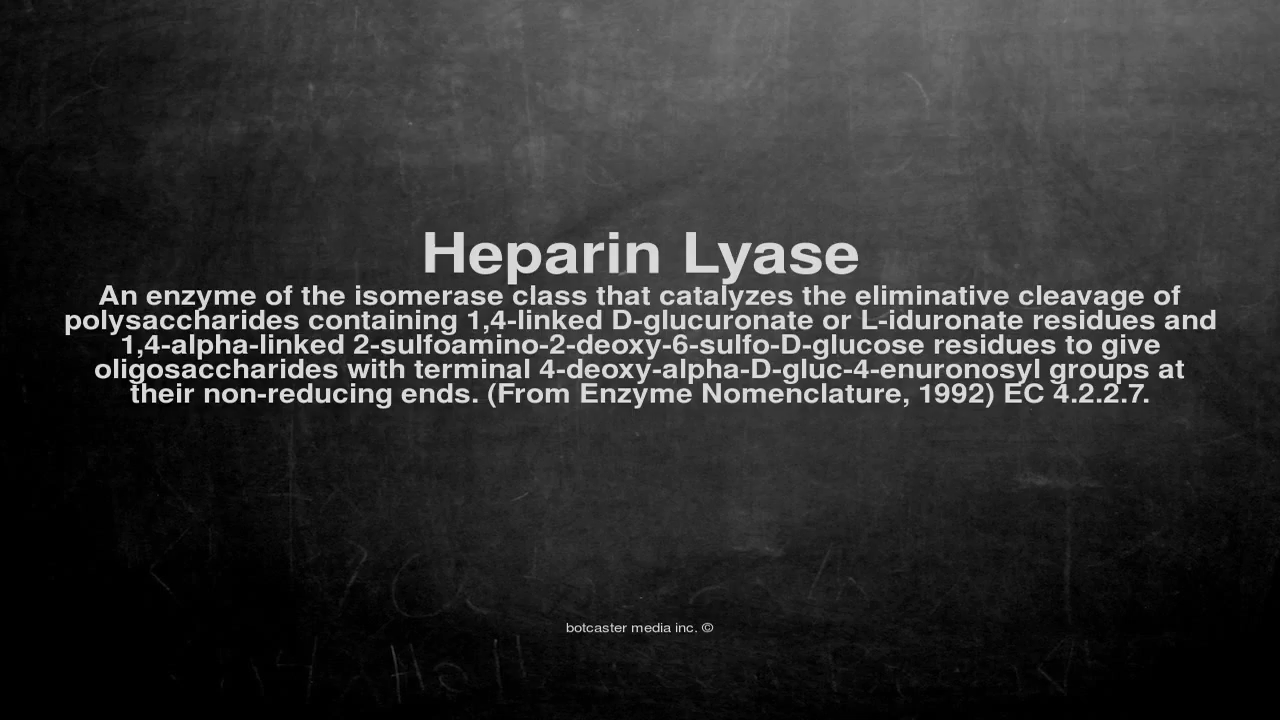 Heparin Lyase
An enzyme of the isomerase class that catalyzes the eliminative cleavage of
polysaccharides containing 1,4-linked D-glucuronate or L-iduronate residues and
1,4-alpha-linked 2-sulfoamino-2-deoxy-6-sulfo-D-glucose residues to give
oligosaccharides with terminal 4-deoxy-alpha-D-gluc-4-enuronosyl groups at
their non-reducing ends. (From Enzyme Nomenclature, 1992) EC 4.2.2.7.
botcaster media inc. ©